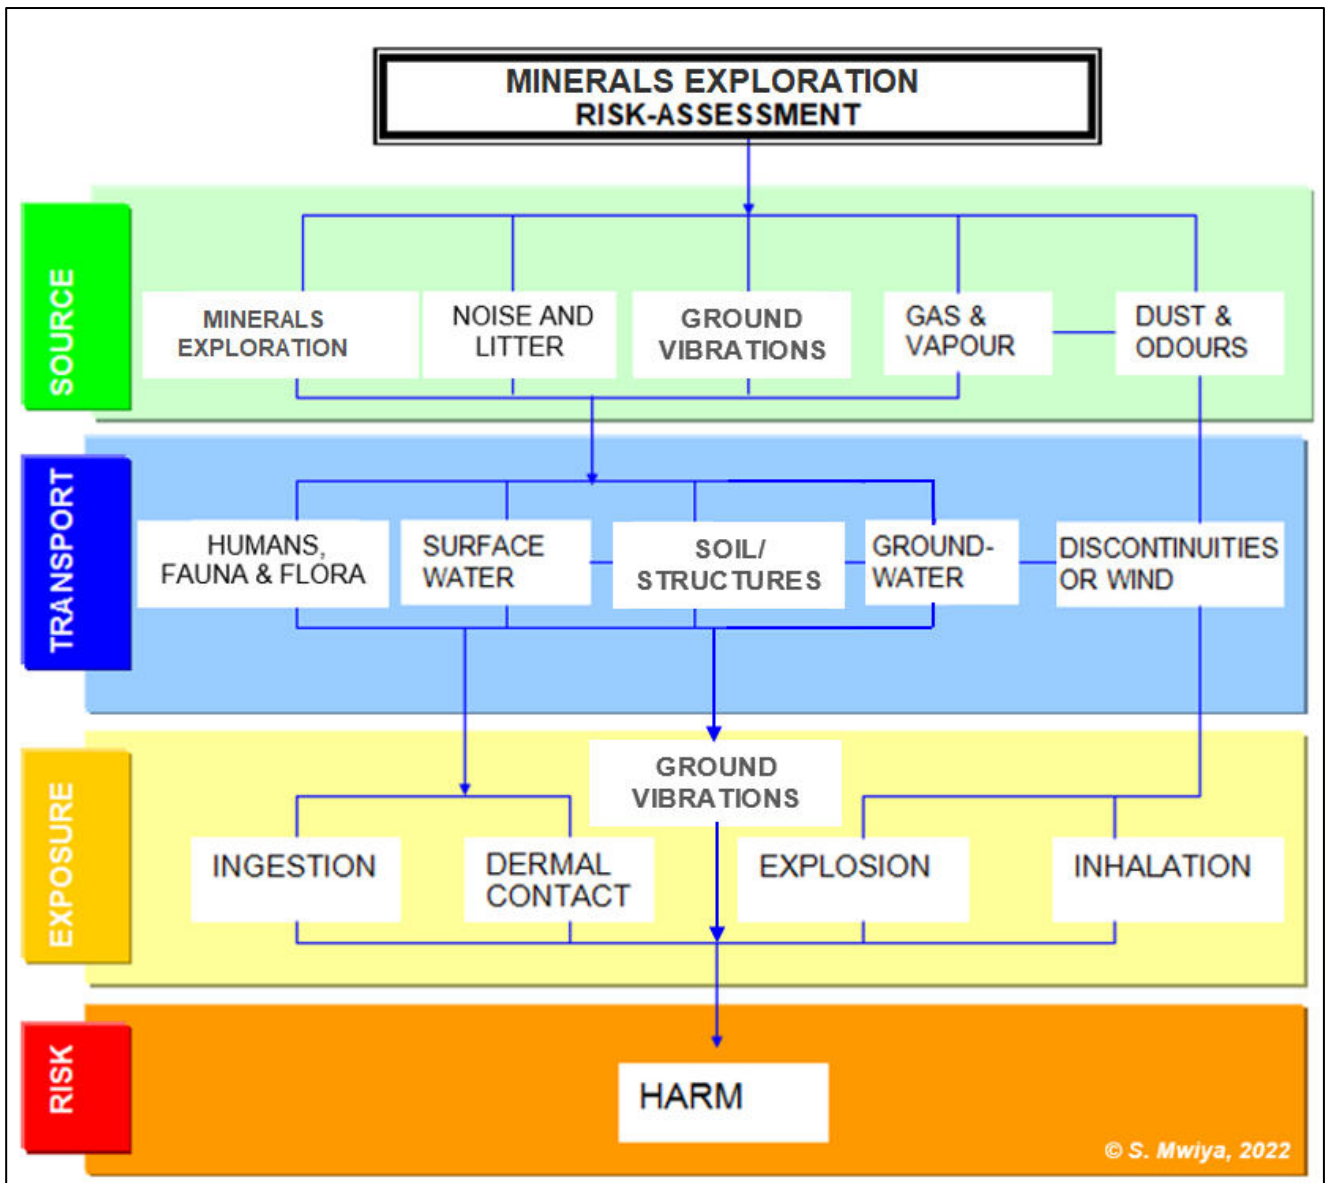 MINERALS EXPLORATION
RISK-ASSESSMENT
SOURCE
MINERALS
EXPLORATION
NOISE AND
LITTER
GROUND
VIBRATIONS
GAS &
VAPOUR
DUST &
ODOURS
TRANSPORT
HUMANS,
FAUNA & FLORA
SURFACE
WATER
SOIL/
STRUCTURES
GROUND-
WATER
DISCONTINUITIES
OR WIND
EXPOSURE
GROUND
VIBRATIONS
INGESTION
DERMAL
CONTACT
EXPLOSION
INHALATION
RISK
HARM
© S. Mwiya, 2022